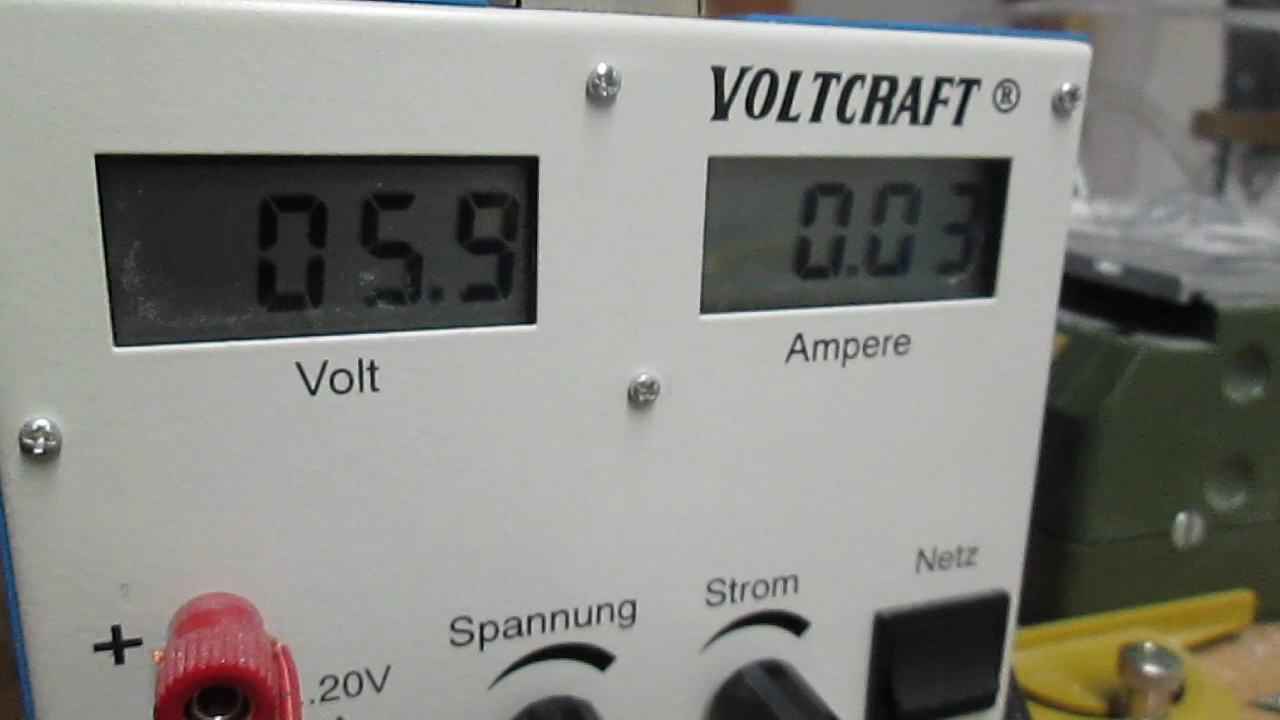 VOLTCRAFT ®
05.9
0.03
Volt
Ampere
Netz
Strom
Spannung
+
.20V